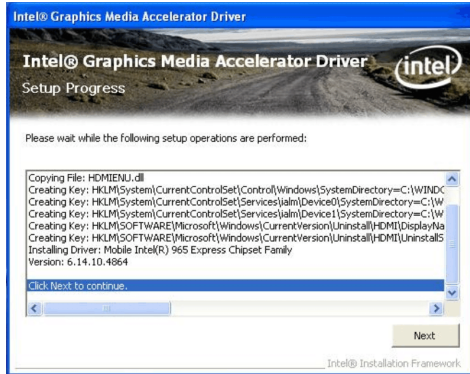 Intel® Graphics Media Accelerator Driver
Intel® Graphics Media Accelerator Driver
intel
Setup Progress
Please wait while the following setup operations are performed:
Copying File: HDMIENU.dll
Creating Key: HKLM\System\CurrentControlSet\Control\Windows\SystemDirectory=C:\WIND
Creating Key: HKLM\System\CurrentControlSet\Services\ialm\Device0\SystemDirectory=C:\W
Creating Key: HKLM\System\CurrentControlSet\Services\ialm\Device1\SystemDirectory=C:\W
Creating Key: HKLM\SOFTWARE\Microsoft\Windows\CurrentVersion\Uninstall\HDMI\DisplayNa
Creating Key: HKLM\SOFTWARE\Microsoft\Windows\CurrentVersion\Uninstall\HDMI\UninstallS
Installing Driver: Mobile Intel(R) 965 Express Chipset Family
Version: 6.14.10.4864
Click Next to continue.
Next
Intel® Installation Framework